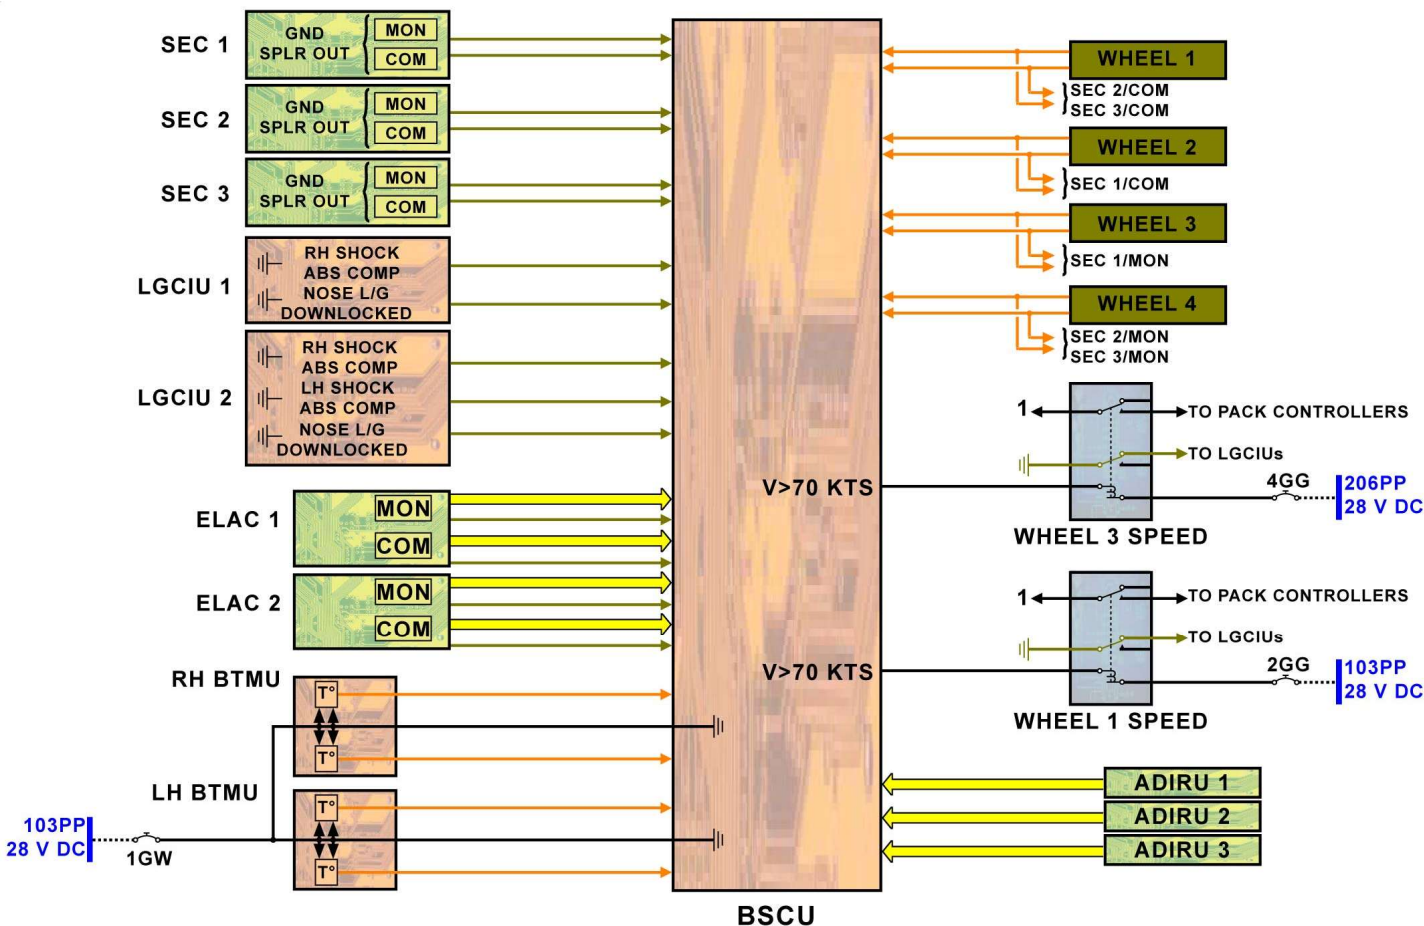 SEC 1
GND
SPLR OUT
MON
COM
SEC 2
GND
SPLR OUT
MON
COM
SEC 3
GND
SPLR OUT
MON
COM
LGCIU 1
RH SHOCK
ABS COMP
NOSE L/G
DOWNLOCKED
LGCIU 2
RH SHOCK
ABS COMP
LH SHOCK
ABS COMP
NOSE L/G
DOWNLOCKED
ELAC 1
MON
COM
ELAC 2
MON
COM
RH BTMU
T°
T°
LH BTMU
T°
T°
103PP
28 V DC
1GW
V>70 KTS
V>70 KTS
BSCU
WHEEL 1
SEC 2/COM
SEC 3/COM
WHEEL 2
SEC 1/COM
WHEEL 3
SEC 1/MON
WHEEL 4
SEC 2/MON
SEC 3/MON
1
TO PACK CONTROLLERS
TO LGCIUs
4GG
206PP
28 V DC
WHEEL 3 SPEED
1
TO PACK CONTROLLERS
TO LGCIUs
2GG
103PP
28 V DC
WHEEL 1 SPEED
ADIRU 1
ADIRU 2
ADIRU 3